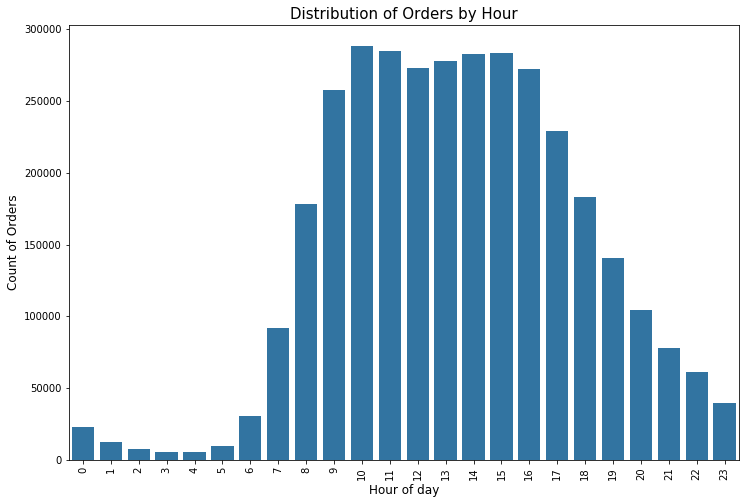 Distribution of Orders by Hour
Count of Orders
300000
250000
200000
150000
100000
50000
0
0 1 2 3 4 5 6 7 8 9 10 11 12 13 14 15 16 17 18 19 20 21 22 23
Hour of day